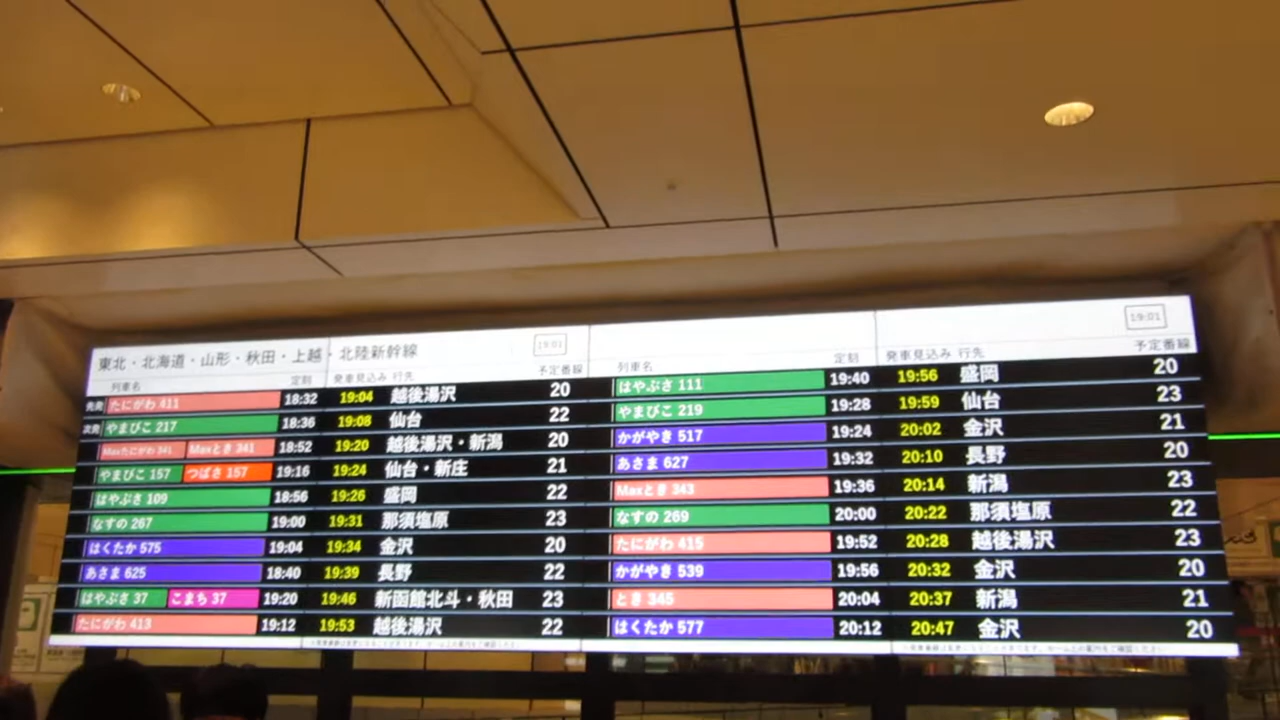 東北・北海道・山形・秋田・上越・北陸新幹線 19:01
列車名 定刻 発車見込み 行先 予定番線
先発 たにがわ 411 18:32 19:04 越後湯沢 20
次発 やまびこ 217 18:36 19:08 仙台 22
Maxたにがわ 341 Maxとき 341 18:52 19:20 越後湯沢・新潟 20
やまびこ 157 つばさ 157 19:16 19:24 仙台・新庄 21
はやぶさ 109 18:56 19:26 盛岡 22
なすの 267 19:00 19:31 那須塩原 23
はくたか 575 19:04 19:34 金沢 20
あさま 625 18:40 19:39 長野 22
はやぶさ 37 こまち 37 19:20 19:46 新函館北斗・秋田 23
たにがわ 413 19:12 19:53 越後湯沢 22
19:01
列車名 定刻 発車見込み 行先 予定番線
はやぶさ 111 19:40 19:56 盛岡 20
やまびこ 219 19:28 19:59 仙台 23
かがやき 517 19:24 20:02 金沢 21
あさま 627 19:32 20:10 長野 20
Maxとき 343 19:36 20:14 新潟 23
なすの 269 20:00 20:22 那須塩原 22
たにがわ 415 19:52 20:28 越後湯沢 23
かがやき 539 19:56 20:32 金沢 20
とき 345 20:04 20:37 新潟 21
はくたか 577 20:12 20:47 金沢 20